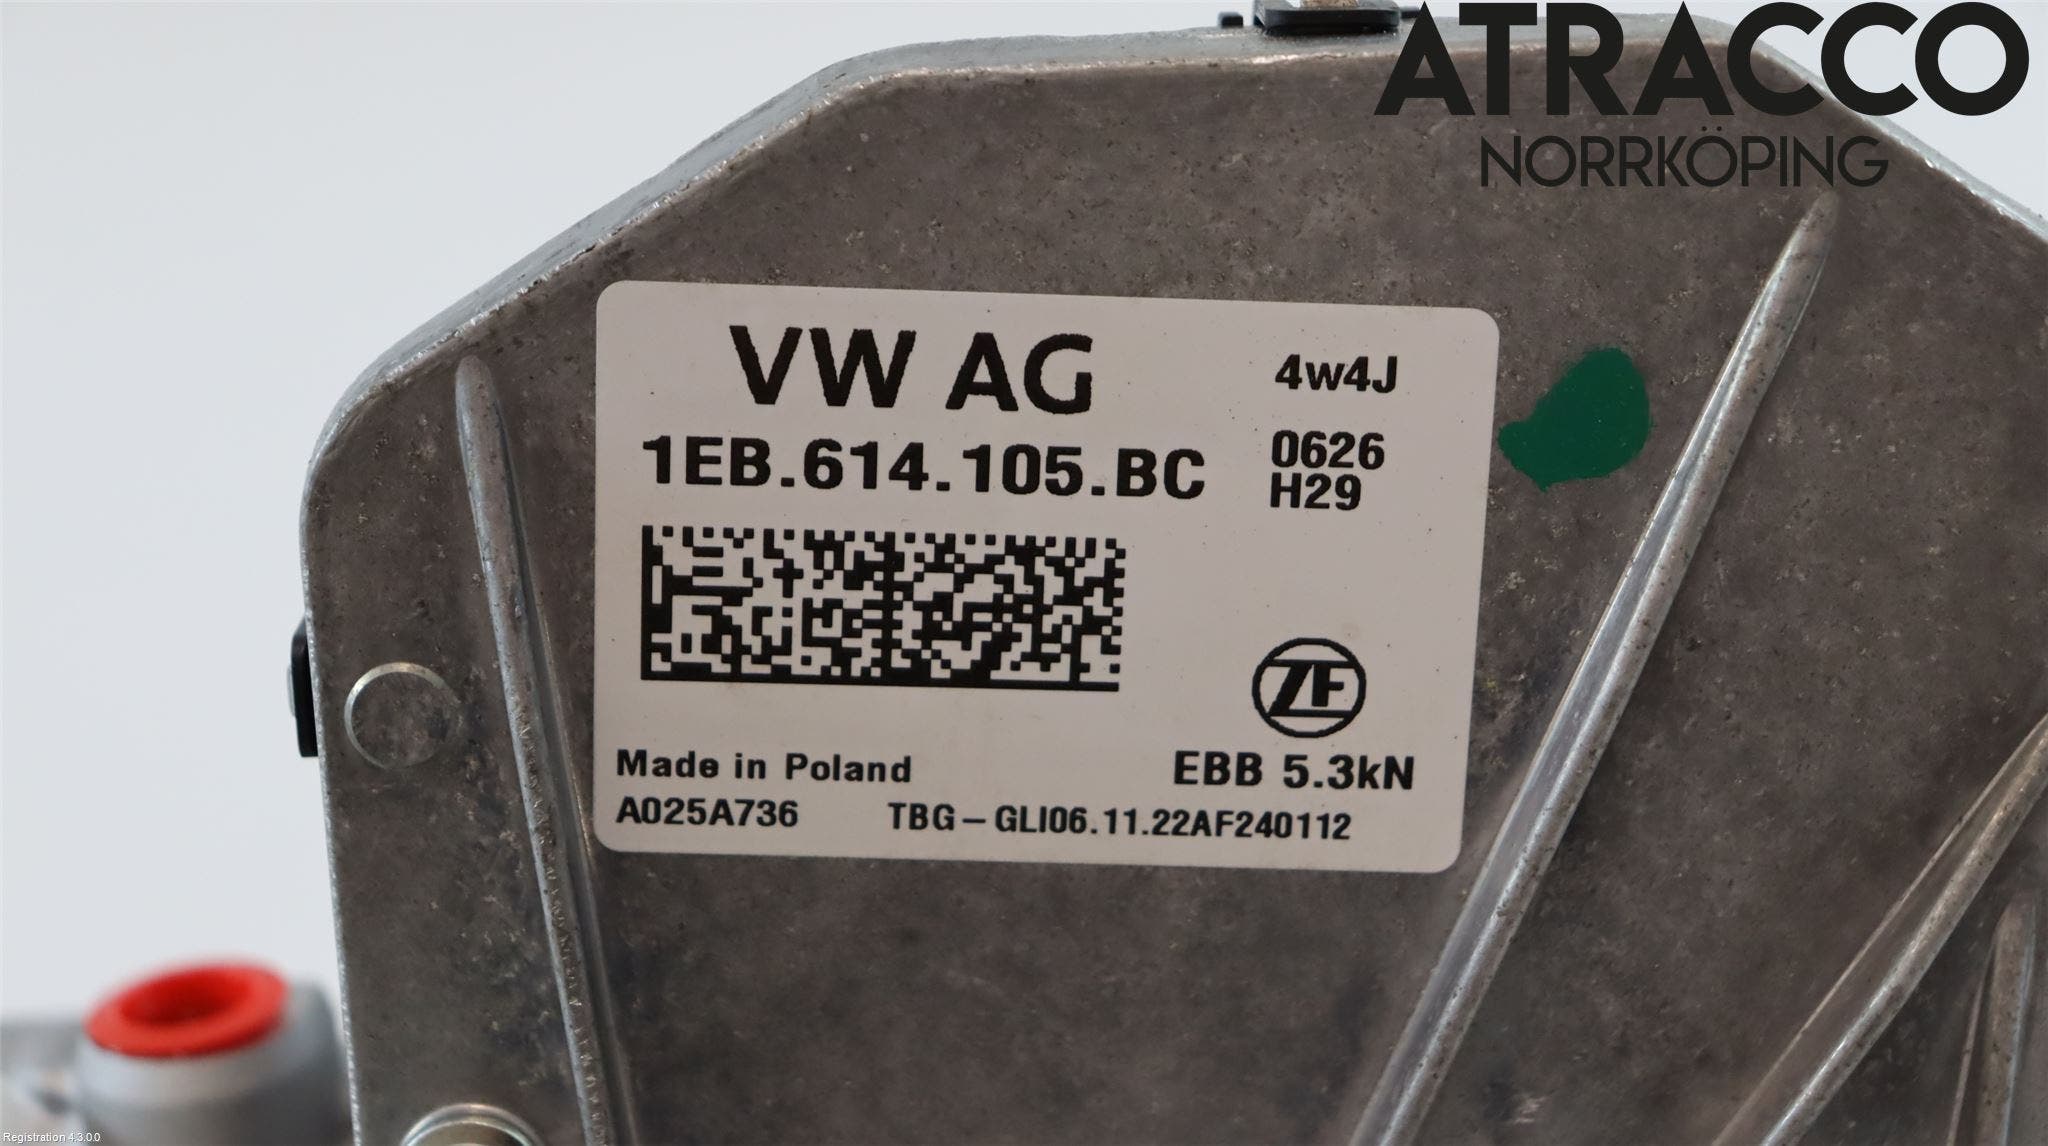 ATRACCO
NORRKÖPING
VW AG
4w4J
1EB.614.105.BC
0626
H29
ZF
Made in Poland
EBB 5.3kN
A025A736
TBG-GLI06.11.22AF240112
Registration 4.3.0.0